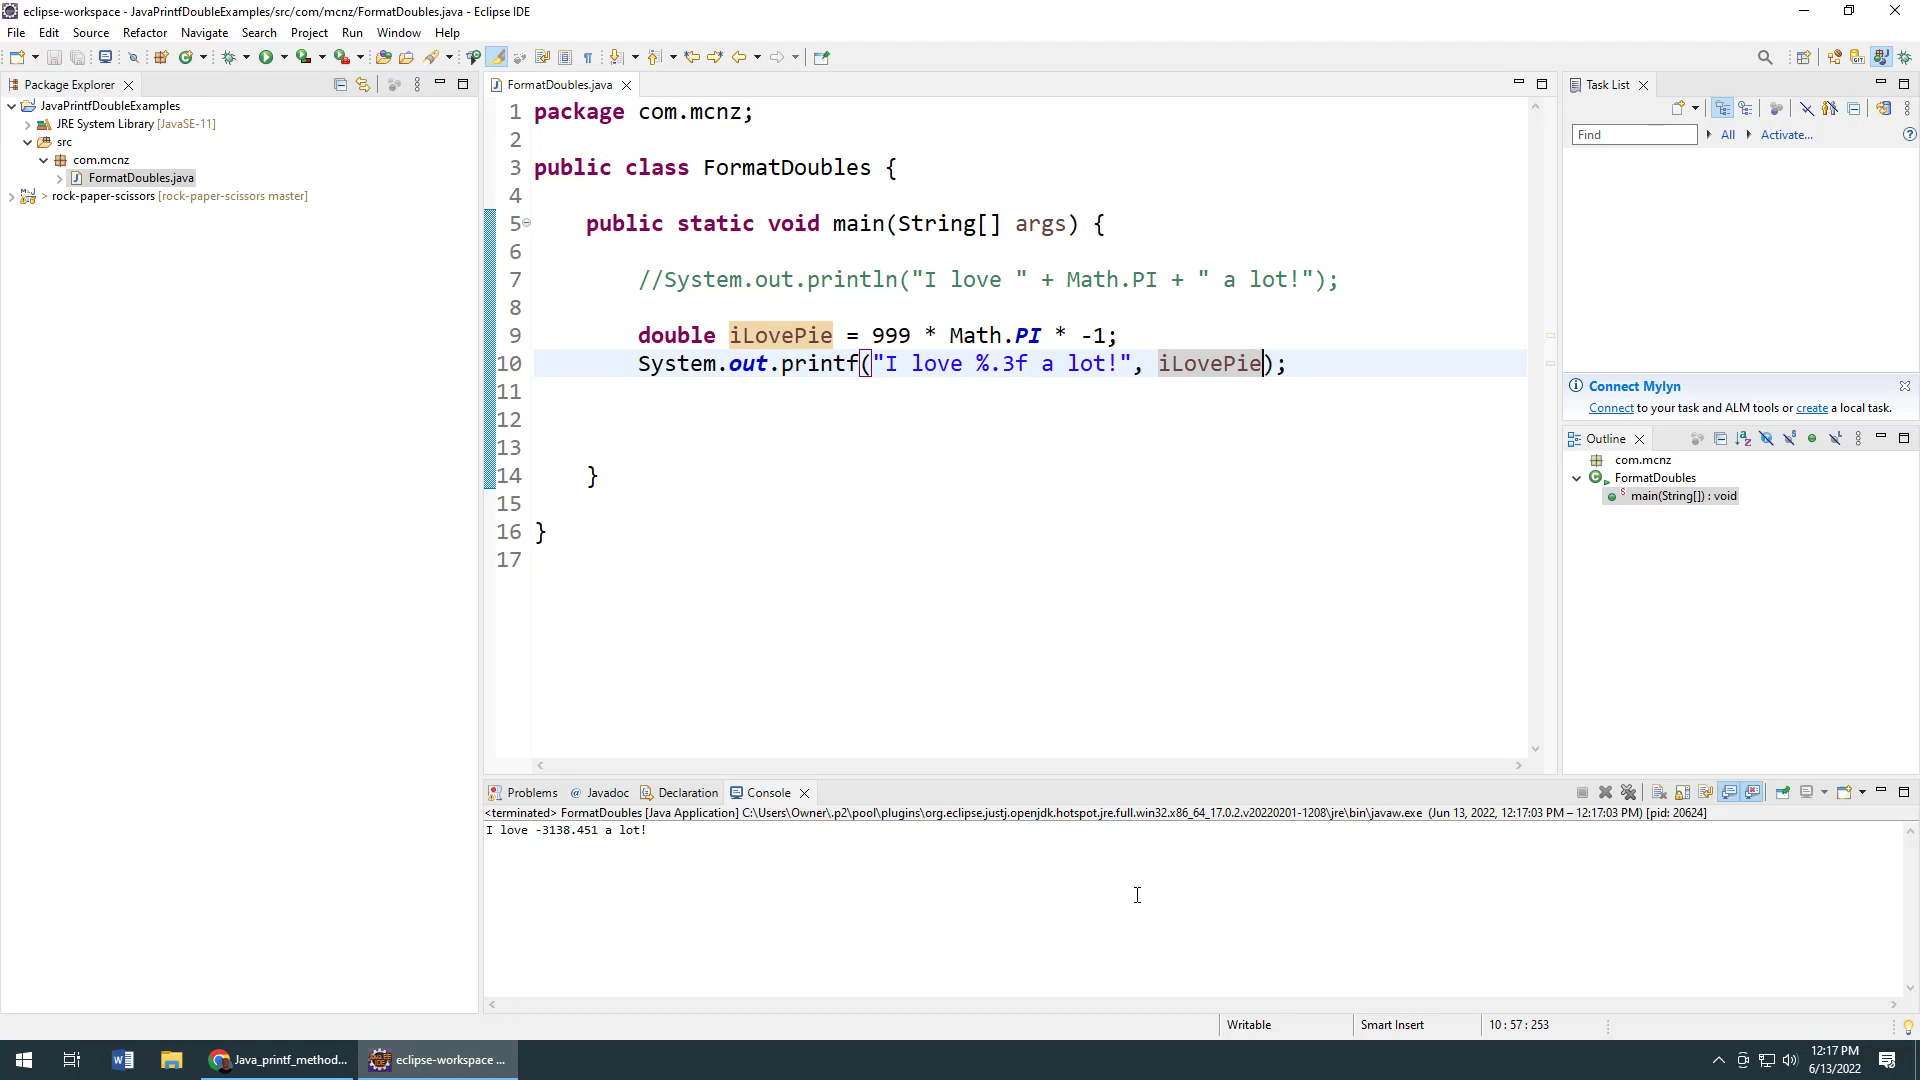 eclipse-workspace - JavaPrintfDoubleExamples/src/com/mcnz/FormatDoubles.java - Eclipse IDE
File Edit Source Refactor Navigate Search Project Run Window Help
Package Explorer
JavaPrintfDoubleExamples
JRE System Library [JavaSE-11]
src
com.mcnz
FormatDoubles.java
> rock-paper-scissors [rock-paper-scissors master]
FormatDoubles.java
1 package com.mcnz;
2
3 public class FormatDoubles {
4
5 public static void main(String[] args) {
6
7 //System.out.println("I love " + Math.PI + " a lot!");
8
9 double iLovePie = 999 * Math.PI * -1;
10 System.out.printf("I love %.3f a lot!", iLovePie);
11
12
13
14 }
15
16 }
17
Task List
Find All Activate...
Connect Mylyn
Connect to your task and ALM tools or create a local task.
Outline
com.mcnz
FormatDoubles
main(String[]) : void
Problems Javadoc Declaration Console
<terminated> FormatDoubles [Java Application] C:\Users\Owner\.p2\pool\plugins\org.eclipse.justj.openjdk.hotspot.jre.full.win32.x86_64_17.0.2.v20220201-1208\jre\bin\javaw.exe (Jun 13, 2022, 12:17:03 PM – 12:17:03 PM) [pid: 20624]
I love -3138.451 a lot!
Writable Smart Insert 10 : 57 : 253
Java_printf_method... eclipse-workspace ... 12:17 PM
6/13/2022